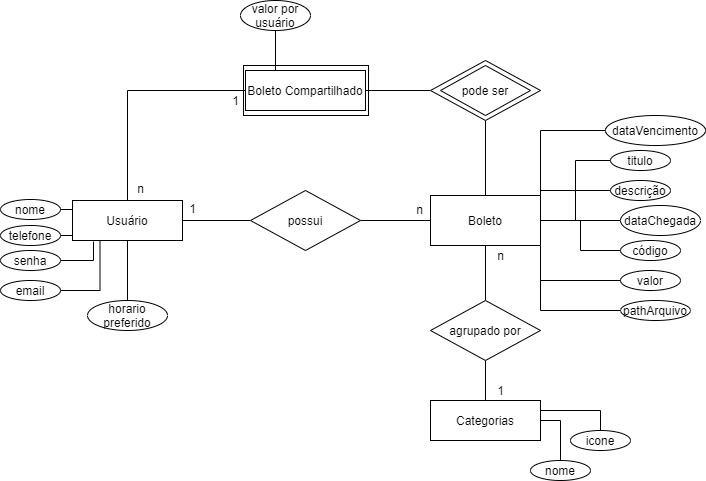 valor por
usuário
Boleto Compartilhado
pode ser
1
n
dataVencimento
titulo
descrição
nome
telefone
senha
email
Usuário
1
possui
n
Boleto
dataChegada
código
valor
pathArquivo
n
horario
preferido
agrupado por
1
Categorias
icone
nome